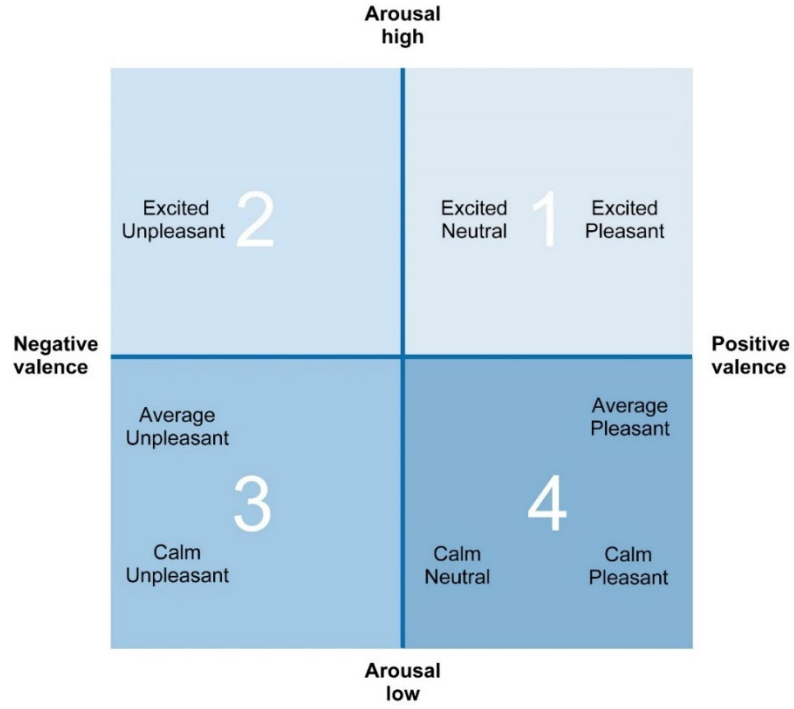 Arousal
high
Excited
Unpleasant
2
Excited
Neutral
1
Excited
Pleasant
Negative
valence
Positive
valence
Average
Unpleasant
3
Calm
Unpleasant
Average
Pleasant
4
Calm
Neutral
Calm
Pleasant
Arousal
low